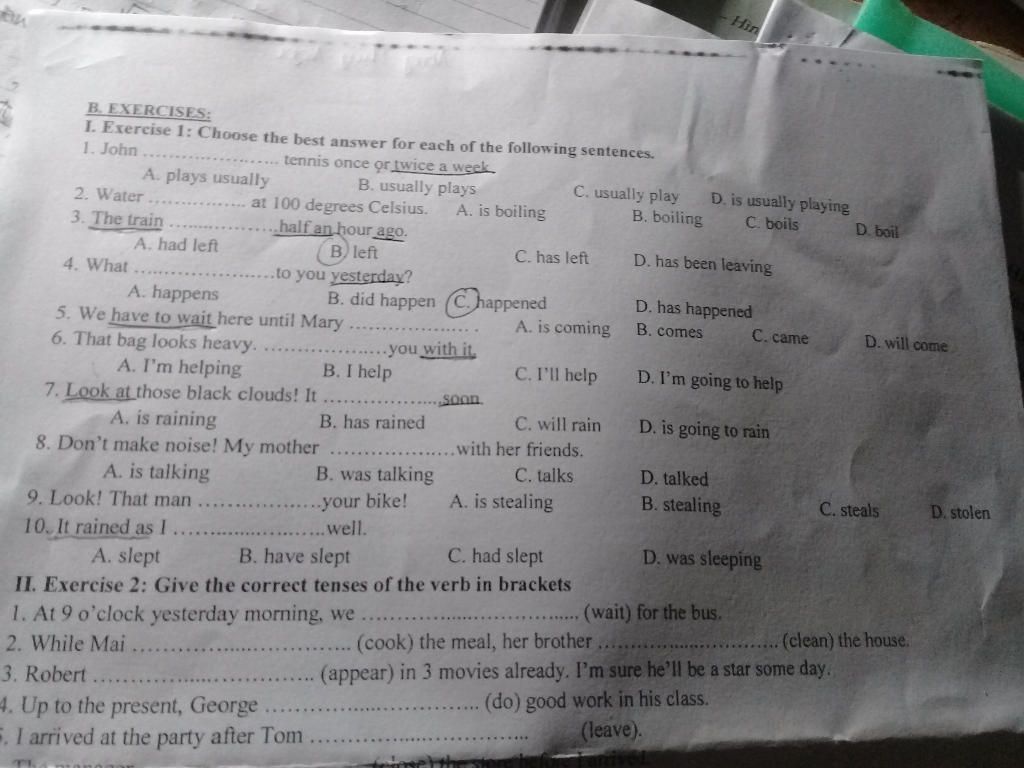 Hin
B. EXERCISES:
I. Exercise 1: Choose the best answer for each of the following sentences.
1. John ........................ tennis once or twice a week.
A. plays usually B. usually plays C. usually play D. is usually playing
2. Water ................. at 100 degrees Celsius. A. is boiling B. boiling C. boils D. boil
3. The train ....................half an hour ago.
A. had left B. left C. has left D. has been leaving
4. What ........................to you yesterday?
A. happens B. did happen C. happened D. has happened
5. We have to wait here until Mary ....................... A. is coming B. comes C. came D. will come
6. That bag looks heavy. .....................you with it.
A. I'm helping B. I help C. I'll help D. I'm going to help
7. Look at those black clouds! It ....................soon.
A. is raining B. has rained C. will rain D. is going to rain
8. Don't make noise! My mother .....................with her friends.
A. is talking B. was talking C. talks D. talked
9. Look! That man .....................your bike! A. is stealing B. stealing C. steals D. stolen
10. It rained as I ..........................well.
A. slept B. have slept C. had slept D. was sleeping
II. Exercise 2: Give the correct tenses of the verb in brackets
1. At 9 o'clock yesterday morning, we ..................................... (wait) for the bus.
2. While Mai ..................................... (cook) the meal, her brother ............................... (clean) the house.
3. Robert ..................................... (appear) in 3 movies already. I'm sure he'll be a star some day.
4. Up to the present, George .................................... (do) good work in his class.
5. I arrived at the party after Tom ..................................... (leave).
(close) the store before I arrived